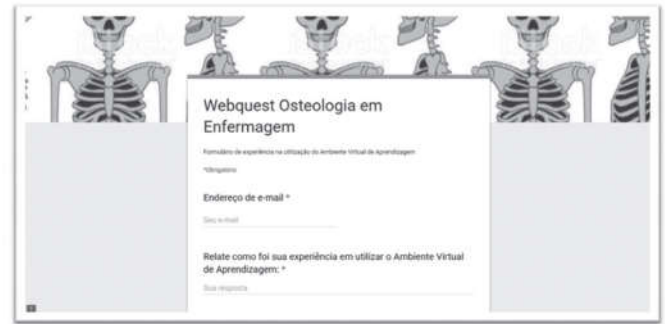 Webquest Osteologia em
Enfermagem
Formulário de experiência na utilização do Ambiente Virtual de Aprendizagem
*Obrigatório
Endereço de e-mail *
Seu e-mail
Relate como foi sua experiência em utilizar o Ambiente Virtual
de Aprendizagem: *
Sua resposta